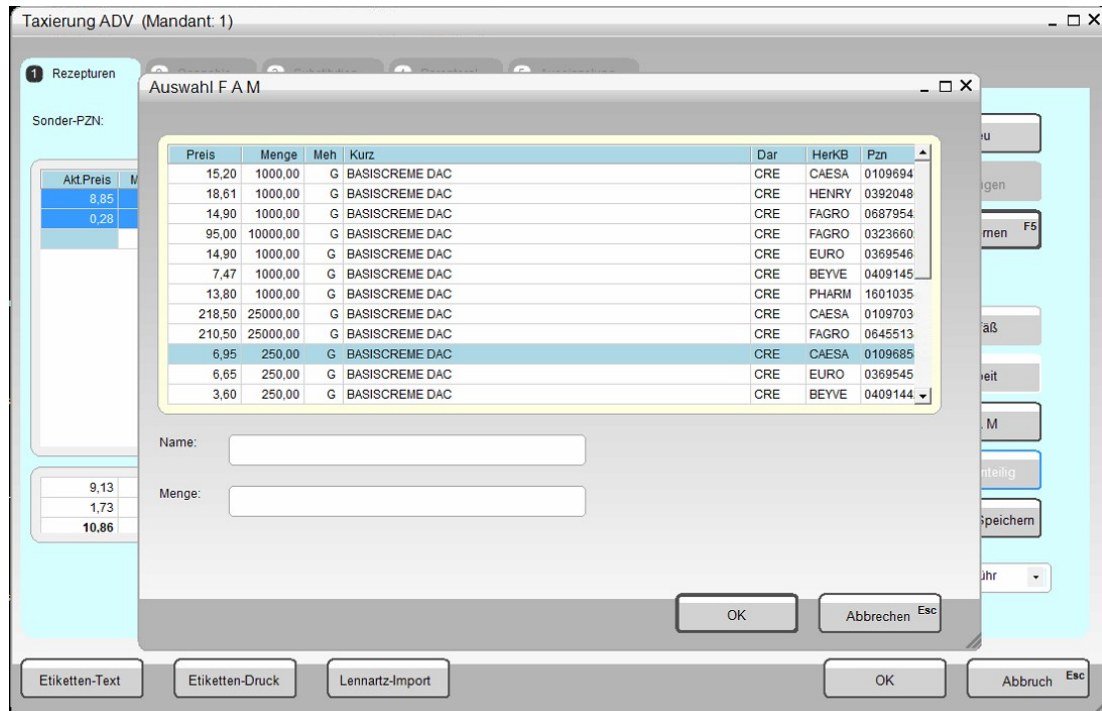 Taxierung ADV (Mandant: 1)
1 Rezepturen
Sonder-PZN:
Akt.Preis
8,85
0,28
9,13
1,73
10,86
Auswahl F A M
Preis Menge Meh Kurz Dar HerKB Pzn
15,20 1000,00 G BASISCREME DAC CRE CAESA 0109694
18,61 1000,00 G BASISCREME DAC CRE HENRY 0392048
14,90 1000,00 G BASISCREME DAC CRE FAGRO 0687954
95,00 10000,00 G BASISCREME DAC CRE FAGRO 0323660
14,90 1000,00 G BASISCREME DAC CRE EURO 0369546
7,47 1000,00 G BASISCREME DAC CRE BEYVE 0409145
13,80 1000,00 G BASISCREME DAC CRE PHARM 1601035
218,50 25000,00 G BASISCREME DAC CRE CAESA 0109703
210,50 25000,00 G BASISCREME DAC CRE FAGRO 0645513
6,95 250,00 G BASISCREME DAC CRE CAESA 0109685
6,65 250,00 G BASISCREME DAC CRE EURO 0369545
3,60 250,00 G BASISCREME DAC CRE BEYVE 0409144
Name:
Menge:
OK
Abbrechen Esc
F5
M
Speichern
Etiketten-Text
Etiketten-Druck
Lennartz-Import
OK
Abbruch Esc